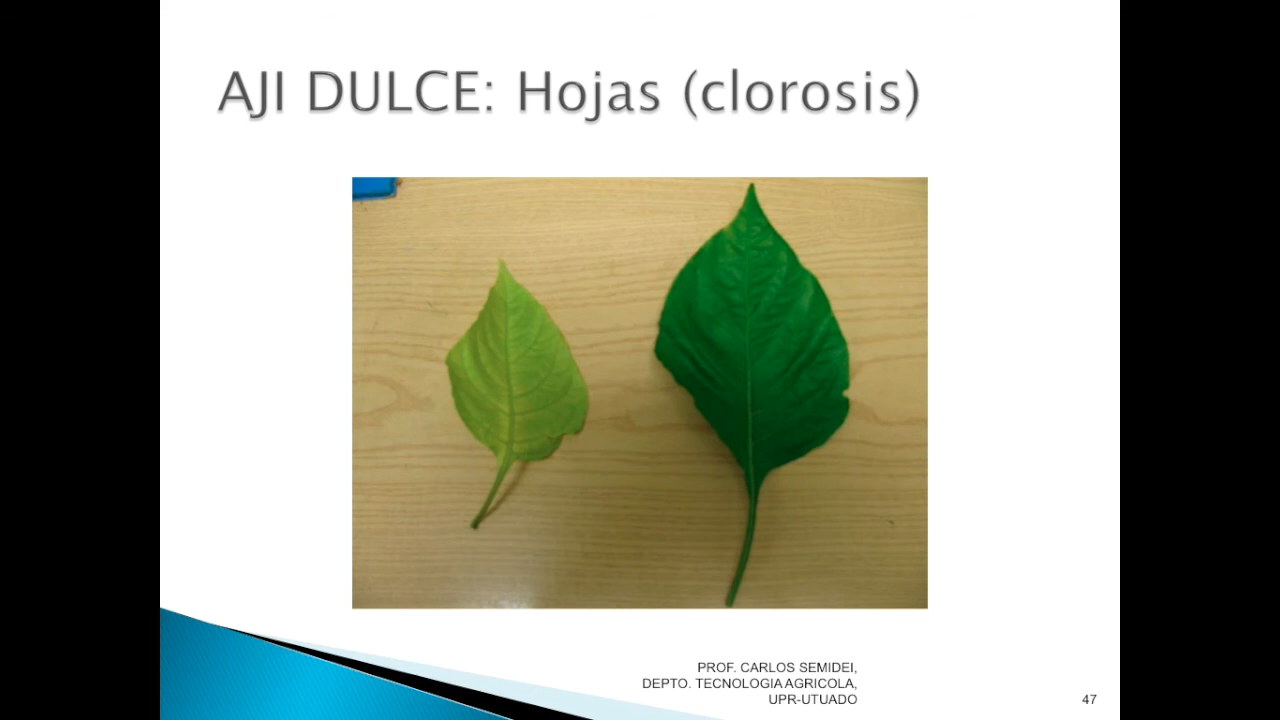 AJI DULCE: Hojas (clorosis)
PROF. CARLOS SEMIDEI,
DEPTO. TECNOLOGIA AGRICOLA,
UPR-UTUADO
47